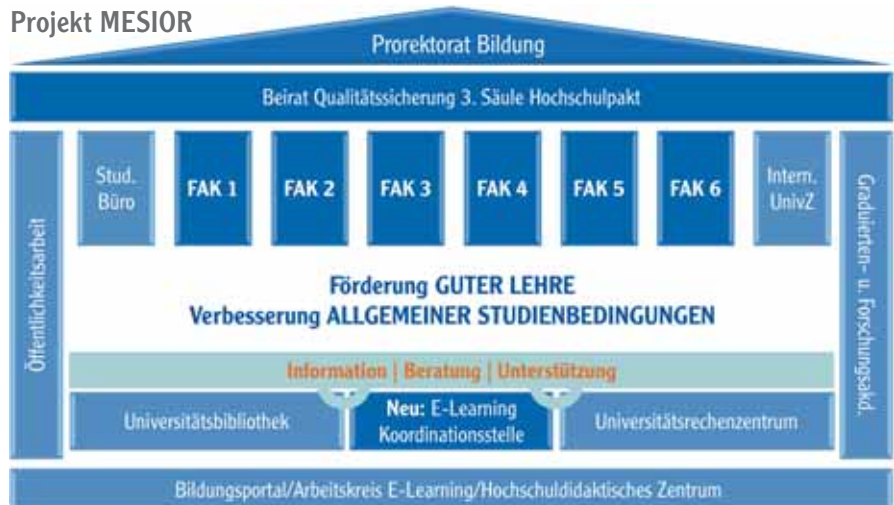 Projekt MESIOR
Prorektorat Bildung
Beirat Qualitätssicherung 3. Säule Hochschulpakt
Öffentlichkeitsarbeit
Stud.
Büro
FAK 1
FAK 2
FAK 3
FAK 4
FAK 5
FAK 6
Intern.
UnivZ
Graduierten- u. Forschungsakd.
Förderung GUTER LEHRE
Verbesserung ALLGEMEINER STUDIENBEDINGUNGEN
Information | Beratung | Unterstützung
Universitätsbibliothek
Neu: E-Learning
Koordinationsstelle
Universitätsrechenzentrum
Bildungsportal/Arbeitskreis E-Learning/Hochschuldidaktisches Zentrum